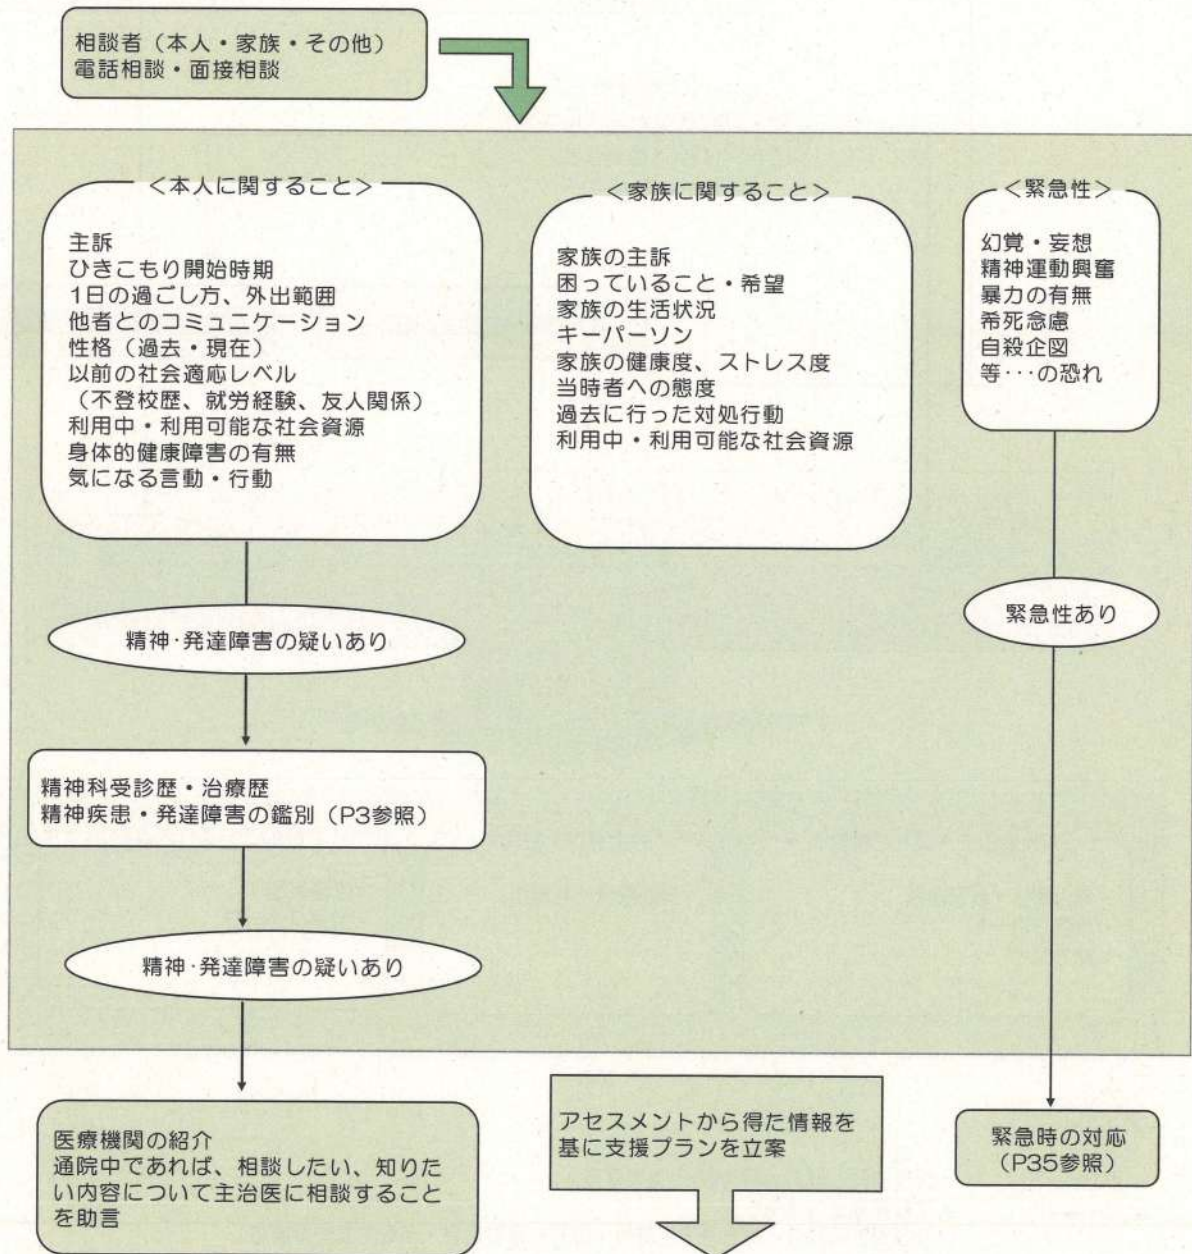 相談者（本人・家族・その他）
電話相談・面接相談
＜本人に関すること＞
主訴
ひきこもり開始時期
1日の過ごし方、外出範囲
他者とのコミュニケーション
性格（過去・現在）
以前の社会適応レベル
（不登校歴、就労経験、友人関係）
利用中・利用可能な社会資源
身体的健康障害の有無
気になる言動・行動
＜家族に関すること＞
家族の主訴
困っていること・希望
家族の生活状況
キーパーソン
家族の健康度、ストレス度
当時者への態度
過去に行った対処行動
利用中・利用可能な社会資源
＜緊急性＞
幻覚・妄想
精神運動興奮
暴力の有無
希死念慮
自殺企図
等・・・の恐れ
精神・発達障害の疑いあり
緊急性あり
精神科受診歴・治療歴
精神疾患・発達障害の鑑別（P3参照）
精神・発達障害の疑いあり
医療機関の紹介
通院中であれば、相談したい、知りた
い内容について主治医に相談すること
を助言
アセスメントから得た情報を
基に支援プランを立案
緊急時の対応
（P35参照）